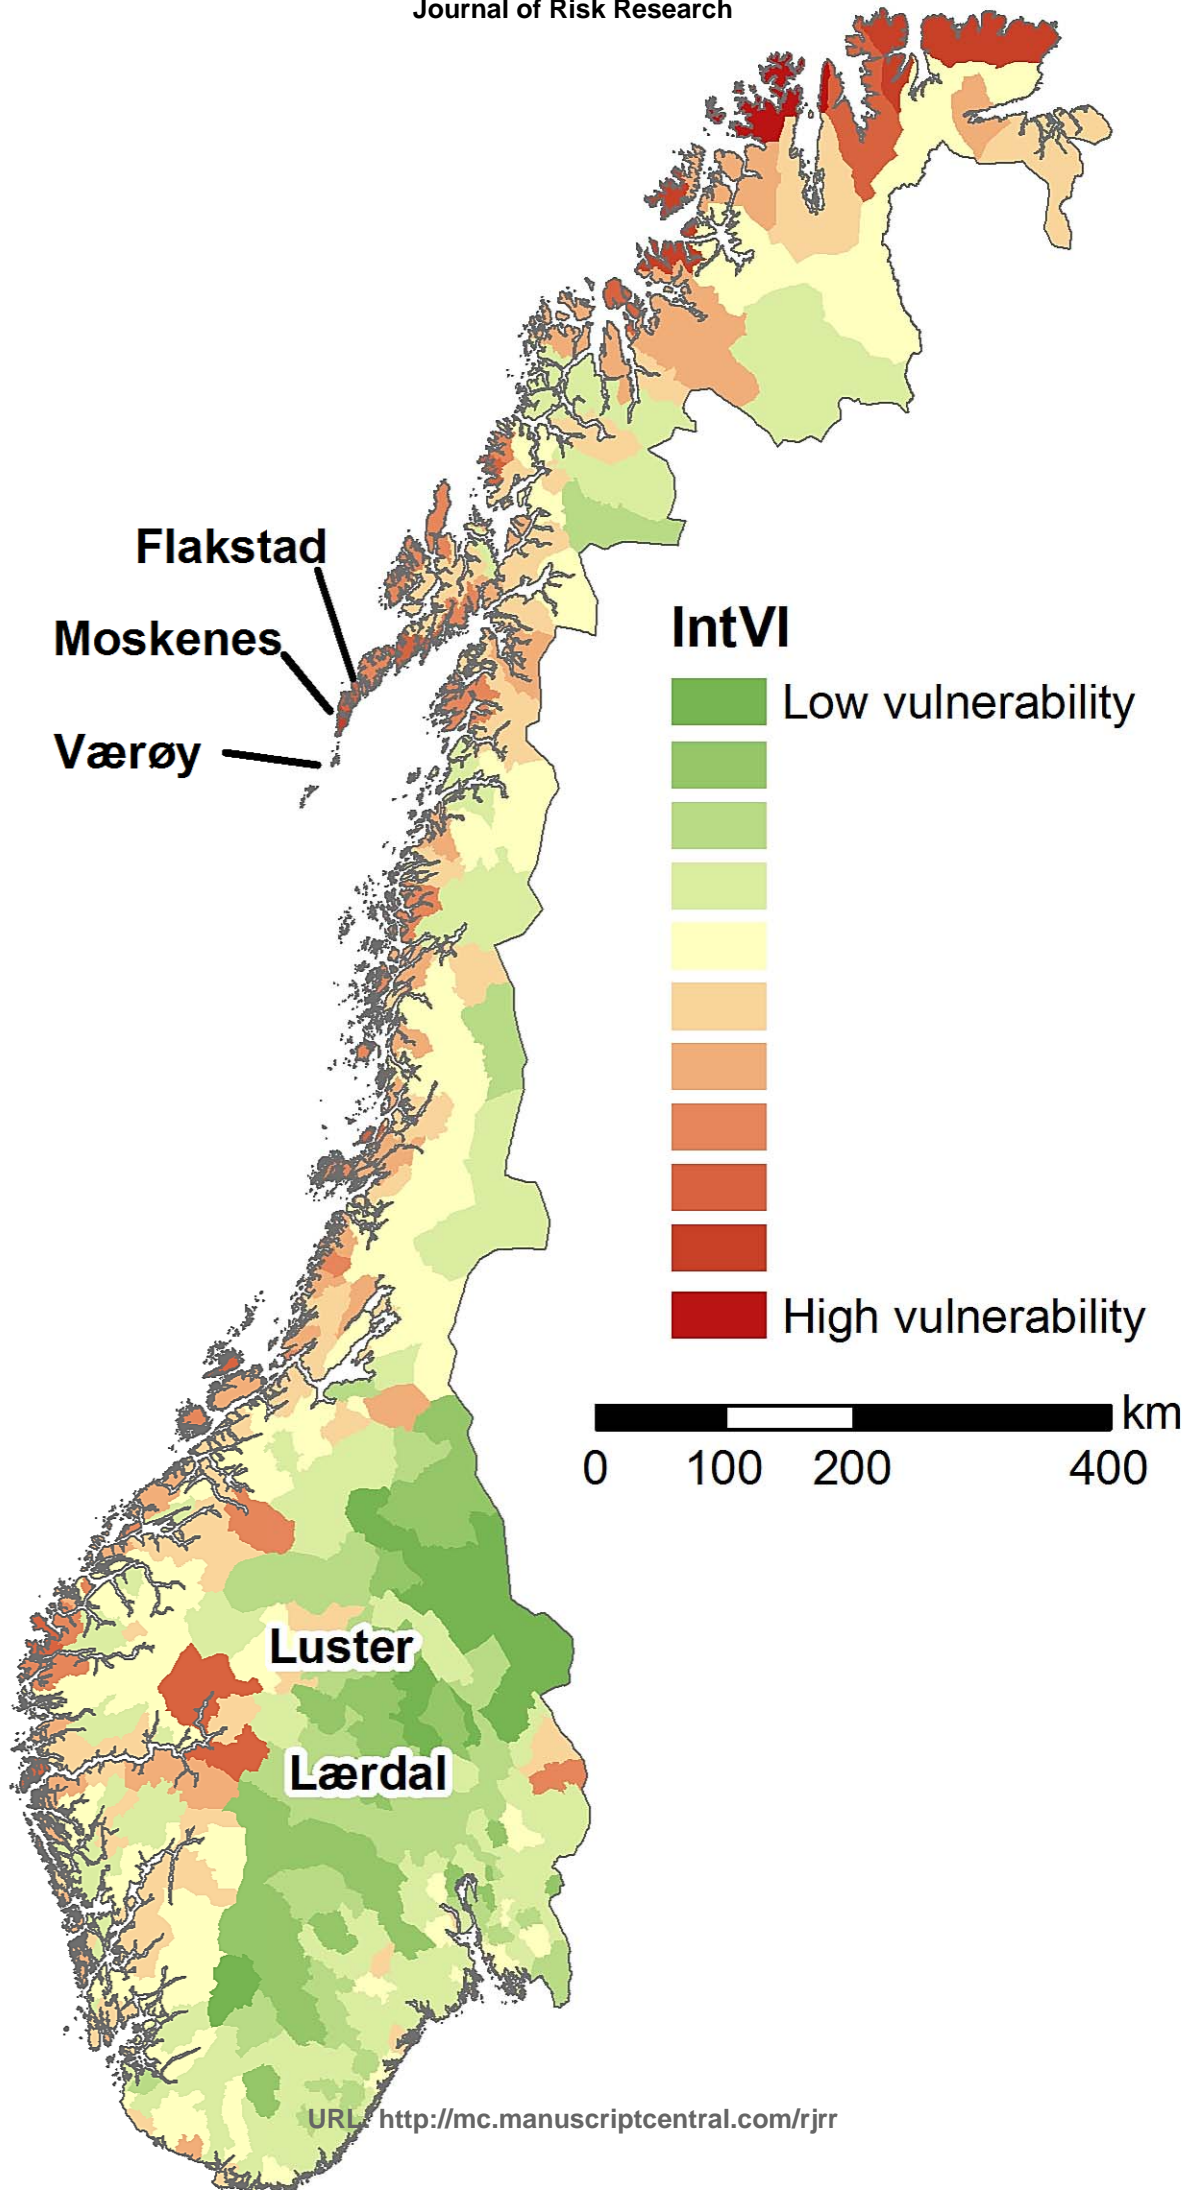 Journal of Risk Research
Flakstad
Moskenes
Værøy
IntVI
Low vulnerability
High vulnerability
km
0 100 200 400
Luster
Lærdal
URL: http://mc.manuscriptcentral.com/rjrr